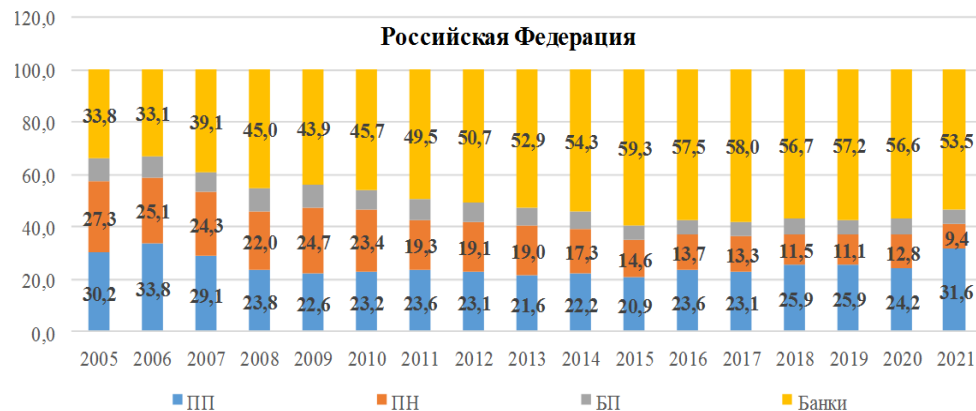 120,0
Российская Федерация
100,0
80,0
60,0
40,0
20,0
0,0
33,8 33,1 39,1 45,0 43,9 45,7 49,5 50,7 52,9 54,3 59,3 57,5 58,0 56,7 57,2 56,6 53,5
27,3 25,1 24,3 22,0 24,7 23,4 19,3 19,1 19,0 17,3 14,6 13,7 13,3 11,5 11,1 12,8 9,4
30,2 33,8 29,1 23,8 22,6 23,2 23,6 23,1 21,6 22,2 20,9 23,6 23,1 25,9 25,9 24,2 31,6
2005 2006 2007 2008 2009 2010 2011 2012 2013 2014 2015 2016 2017 2018 2019 2020 2021
ПП ПН БП Банки